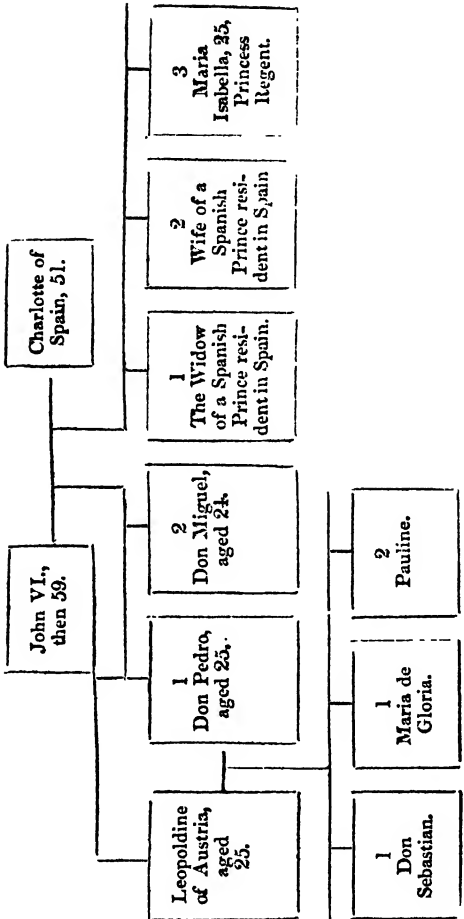 John VI.,
then 59.
Charlotte of
Spain, 51.
Leopoldine
of Austria,
aged
25.
1
Don Pedro,
aged 25.
2
Don Miguel,
aged 24.
1
The Widow
of a Spanish
Prince resi-
dent in Spain.
2
Wife of a
Spanish
Prince resi-
dent in Spain
3
Maria
Isabella, 25,
Princess
Regent.
1
Don
Sebastian.
1
Maria de
Gloria.
2
Pauline.